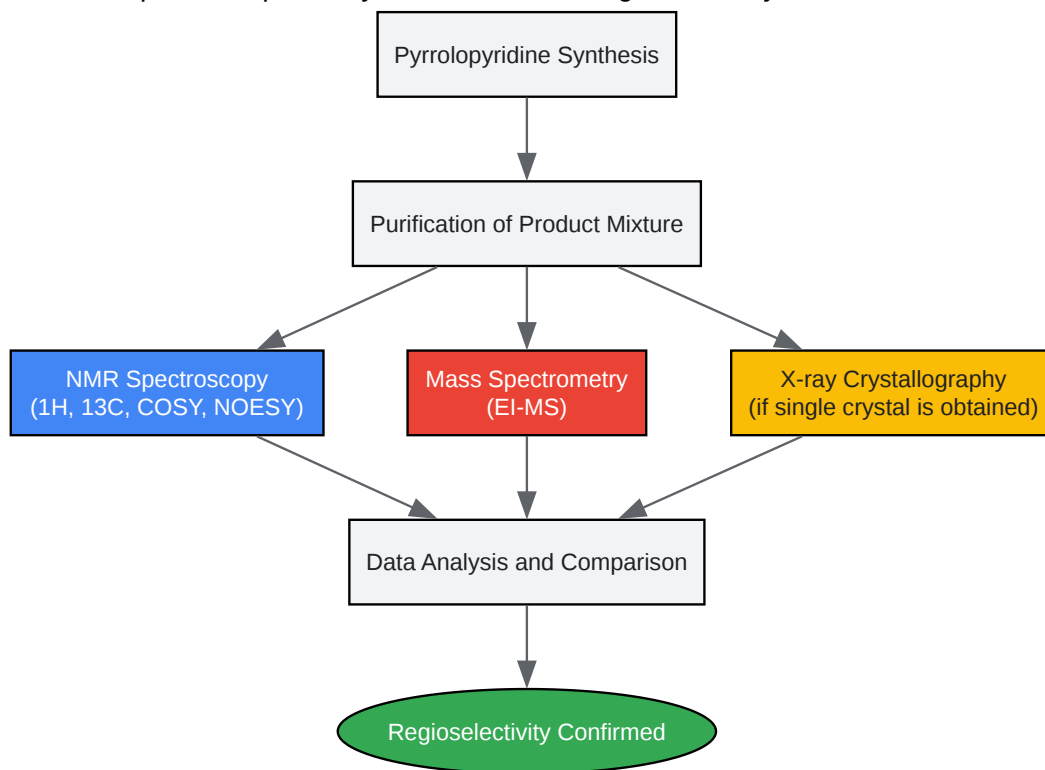 Pyrrolopyridine Synthesis
Purification of Product Mixture
NMR Spectroscopy
(1H, 13C, COSY, NOESY)
Mass Spectrometry
(EI-MS)
X-ray Crystallography
(if single crystal is obtained)
Data Analysis and Comparison
Regioselectivity Confirmed